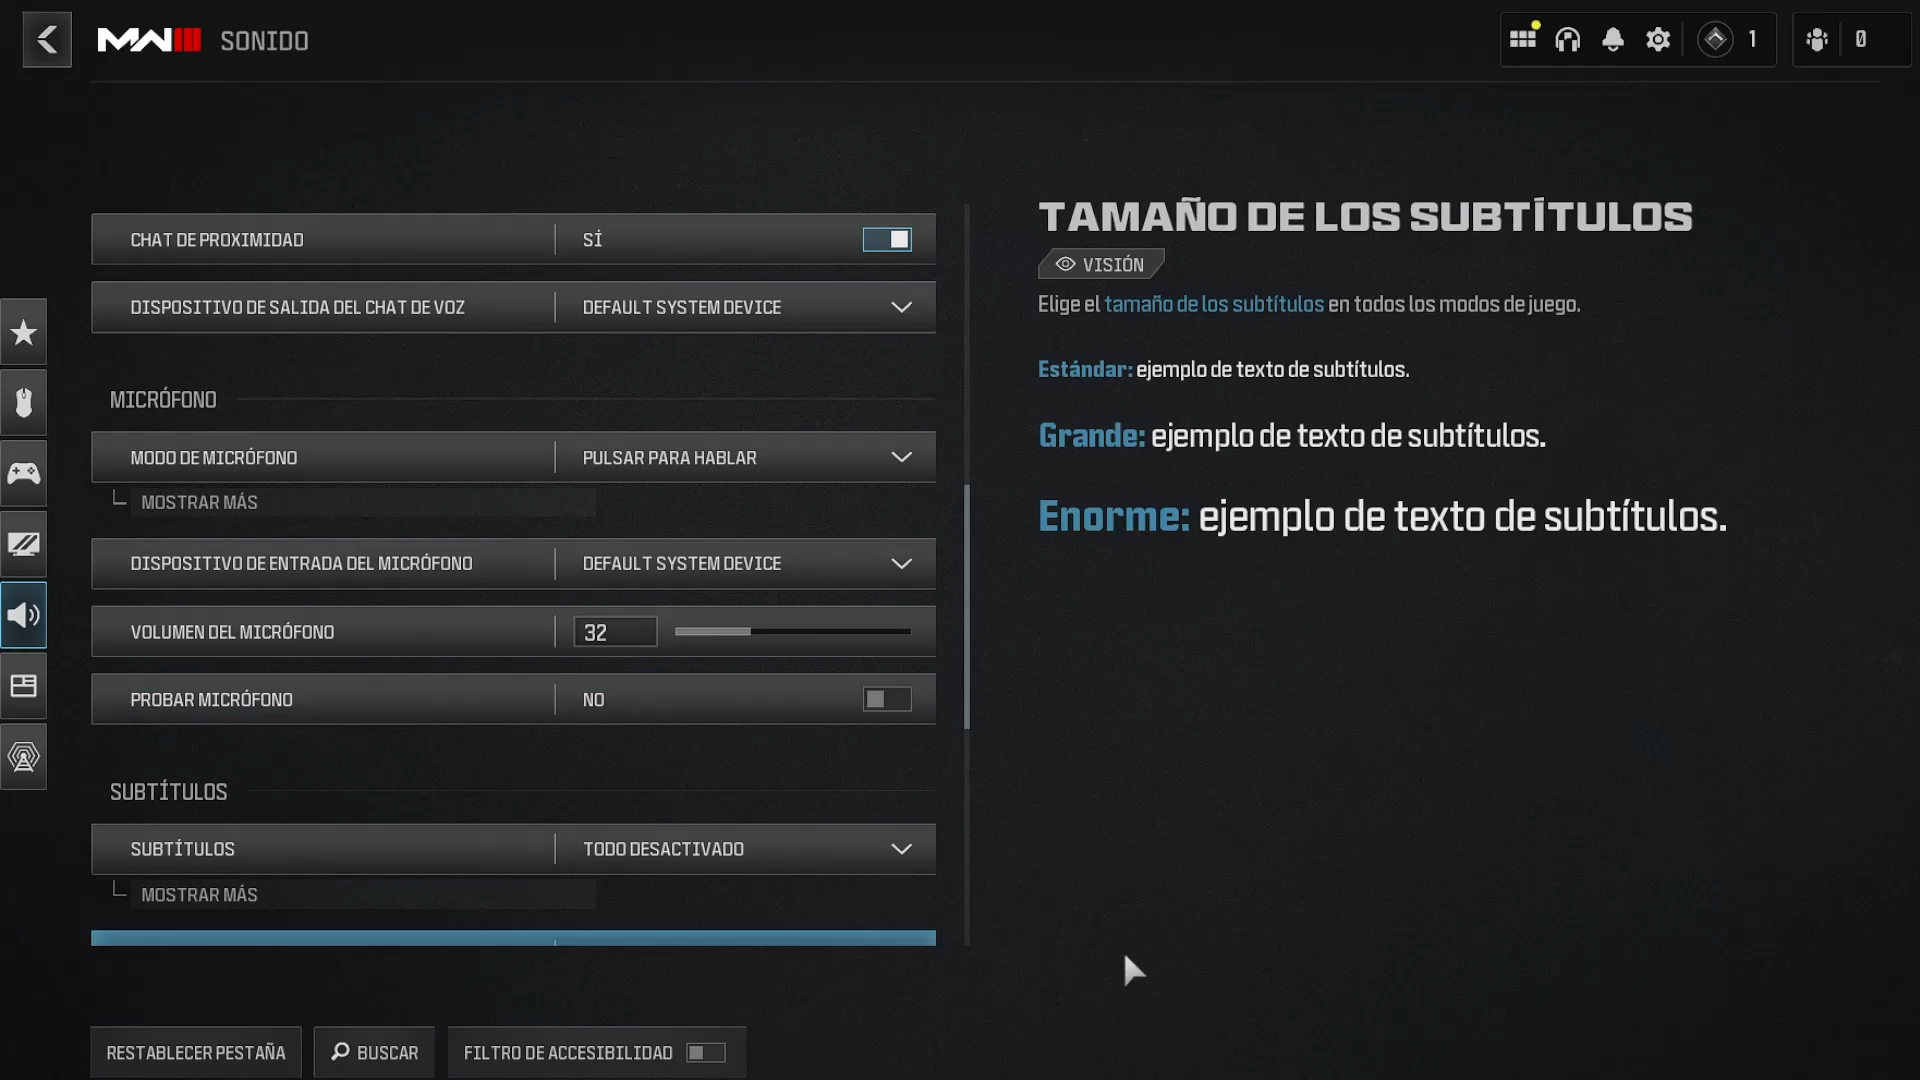 MWIII SONIDO
1
0
CHAT DE PROXIMIDAD SÍ
DISPOSITIVO DE SALIDA DEL CHAT DE VOZ DEFAULT SYSTEM DEVICE
MICRÓFONO
MODO DE MICRÓFONO PULSAR PARA HABLAR
MOSTRAR MÁS
DISPOSITIVO DE ENTRADA DEL MICRÓFONO DEFAULT SYSTEM DEVICE
VOLUMEN DEL MICRÓFONO 32
PROBAR MICRÓFONO NO
SUBTÍTULOS
SUBTÍTULOS TODO DESACTIVADO
MOSTRAR MÁS
TAMAÑO DE LOS SUBTÍTULOS
VISIÓN
Elige el tamaño de los subtítulos en todos los modos de juego.
Estándar: ejemplo de texto de subtítulos.
Grande: ejemplo de texto de subtítulos.
Enorme: ejemplo de texto de subtítulos.
RESTABLECER PESTAÑA BUSCAR FILTRO DE ACCESIBILIDAD